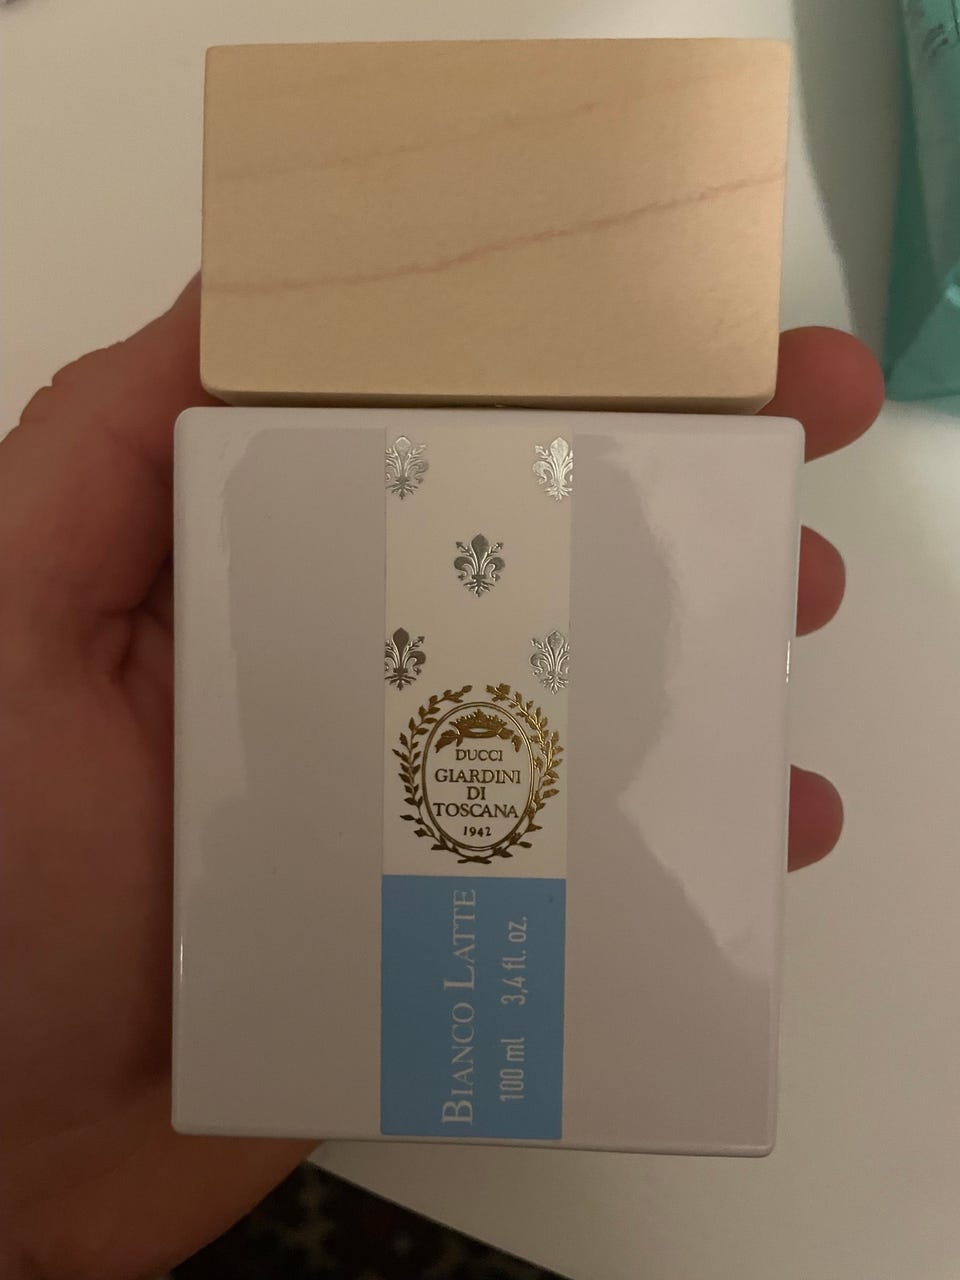 DUCCI
GIARDINI
DI
TOSCANA
1942
BIANCO LATTE
100 ml 3,4 fl. oz.